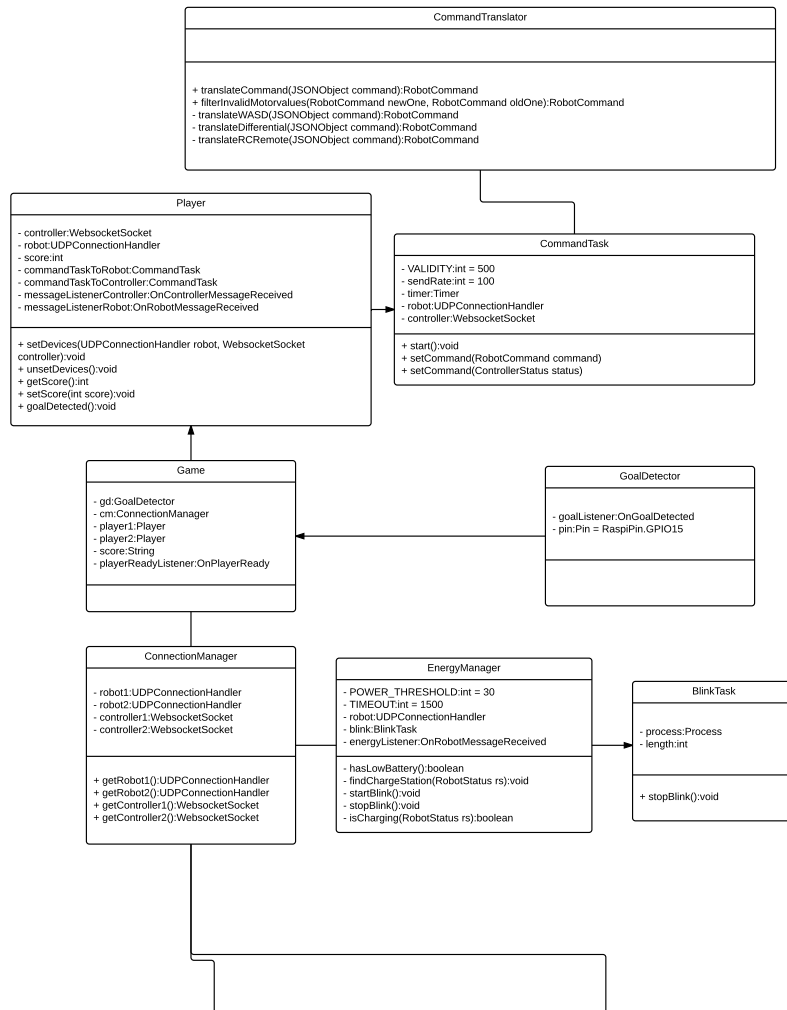 CommandTranslator
+ translateCommand(JSONObject command):RobotCommand
+ filterInvalidMotorvalues(RobotCommand newOne, RobotCommand oldOne):RobotCommand
- translateWASD(JSONObject command):RobotCommand
- translateDifferential(JSONObject command):RobotCommand
- translateRCRemote(JSONObject command):RobotCommand
Player
- controller:WebsocketSocket
- robot:UDPConnectionHandler
- score:int
- commandTaskToRobot:CommandTask
- commandTaskToController:CommandTask
- messageListenerController:OnControllerMessageReceived
- messageListenerRobot:OnRobotMessageReceived
+ setDevices(UDPConnectionHandler robot, WebsocketSocket
controller):void
+ unsetDevices():void
+ getScore():int
+ setScore(int score):void
+ goalDetected():void
CommandTask
- VALIDITY:int = 500
- sendRate:int = 100
- timer:Timer
- robot:UDPConnectionHandler
- controller:WebsocketSocket
+ start():void
+ setCommand(RobotCommand command)
+ setCommand(ControllerStatus status)
Game
- gd:GoalDetector
- cm:ConnectionManager
- player1:Player
- player2:Player
- score:String
- playerReadyListener:OnPlayerReady
GoalDetector
- goalListener:OnGoalDetected
- pin:Pin = RaspiPin.GPIO15
ConnectionManager
- robot1:UDPConnectionHandler
- robot2:UDPConnectionHandler
- controller1:WebsocketSocket
- controller2:WebsocketSocket
+ getRobot1():UDPConnectionHandler
+ getRobot2():UDPConnectionHandler
+ getController1():WebsocketSocket
+ getController2():WebsocketSocket
EnergyManager
- POWER_THRESHOLD:int = 30
- TIMEOUT:int = 1500
- robot:UDPConnectionHandler
- blink:BlinkTask
- energyListener:OnRobotMessageReceived
- hasLowBattery():boolean
- findChargeStation(RobotStatus rs):void
- startBlink():void
- stopBlink():void
- isCharging(RobotStatus rs):boolean
BlinkTask
- process:Process
- length:int
+ stopBlink():void